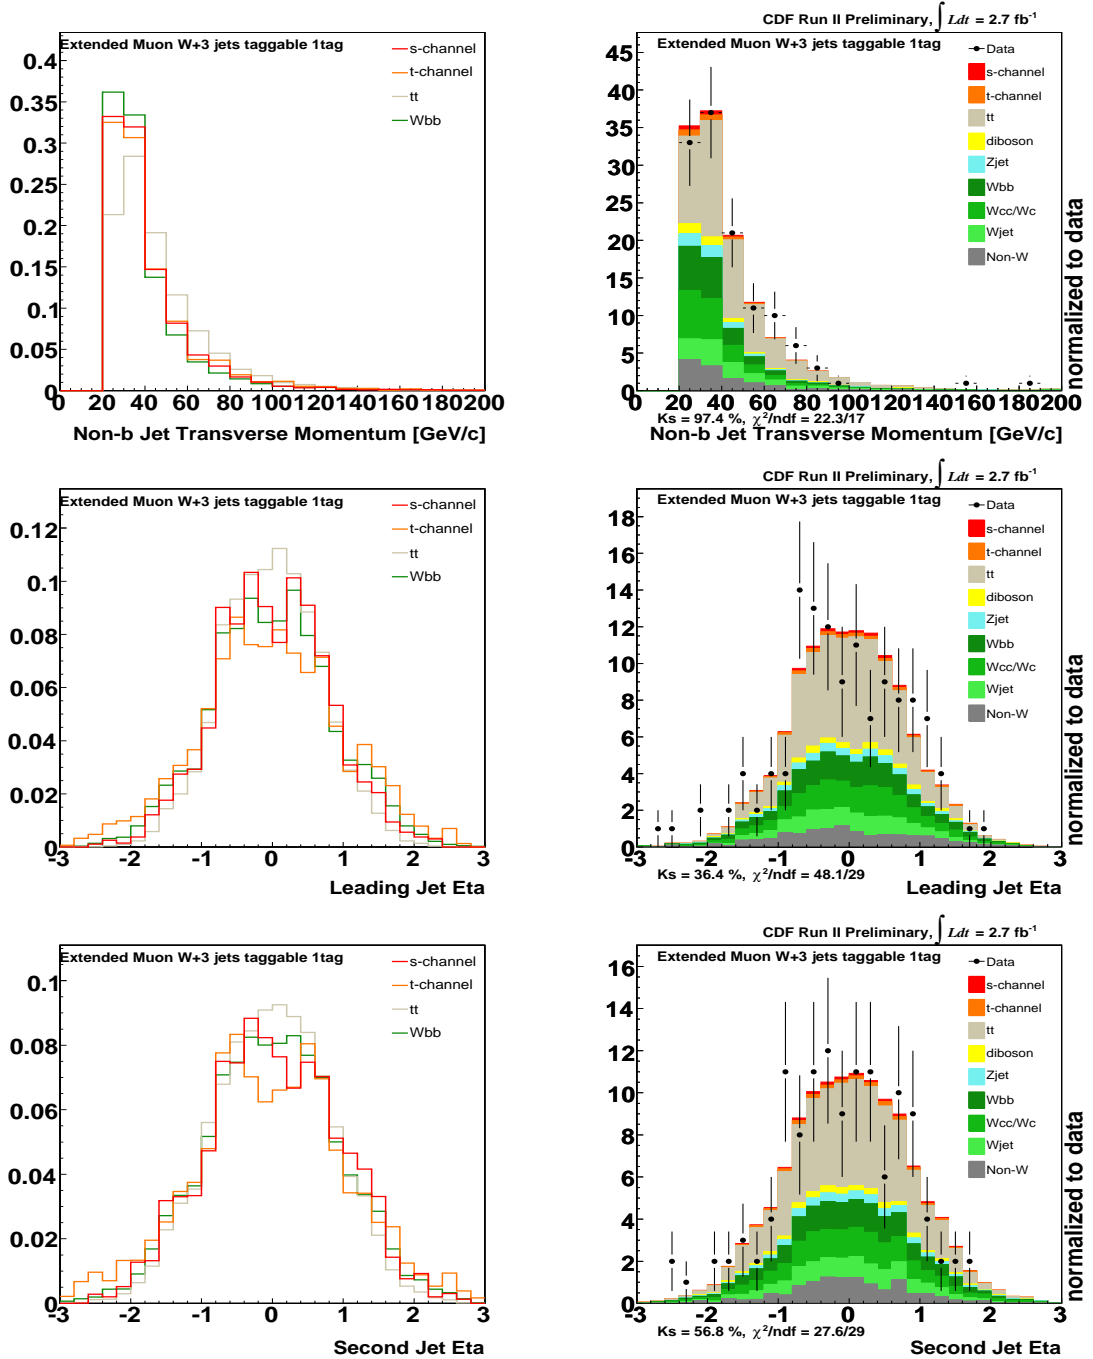 Extended Muon W+3 jets taggable 1tag
s-channel
t-channel
tt
Wbb
0.4
0.35
0.3
0.25
0.2
0.15
0.1
0.05
0
0 20 40 60 80 100 120 140 160 180 200
Non-b Jet Transverse Momentum [GeV/c]
CDF Run II Preliminary, ∫ Ldt = 2.7 fb⁻¹
Extended Muon W+3 jets taggable 1tag
Data
s-channel
t-channel
tt
diboson
Zjet
Wbb
Wcc/Wc
Wjet
Non-W
45
40
35
30
25
20
15
10
5
0
0 20 40 60 80 100 120 140 160 180 200
Ks = 97.4 %, χ²/ndf = 22.3/17
Non-b Jet Transverse Momentum [GeV/c]
normalized to data
Extended Muon W+3 jets taggable 1tag
s-channel
t-channel
tt
Wbb
0.12
0.1
0.08
0.06
0.04
0.02
0
-3 -2 -1 0 1 2 3
Leading Jet Eta
CDF Run II Preliminary, ∫ Ldt = 2.7 fb⁻¹
Extended Muon W+3 jets taggable 1tag
Data
s-channel
t-channel
tt
diboson
Zjet
Wbb
Wcc/Wc
Wjet
Non-W
18
16
14
12
10
8
6
4
2
0
-3 -2 -1 0 1 2 3
Ks = 36.4 %, χ²/ndf = 48.1/29
Leading Jet Eta
normalized to data
Extended Muon W+3 jets taggable 1tag
s-channel
t-channel
tt
Wbb
0.1
0.08
0.06
0.04
0.02
0
-3 -2 -1 0 1 2 3
Second Jet Eta
CDF Run II Preliminary, ∫ Ldt = 2.7 fb⁻¹
Extended Muon W+3 jets taggable 1tag
Data
s-channel
t-channel
tt
diboson
Zjet
Wbb
Wcc/Wc
Wjet
Non-W
16
14
12
10
8
6
4
2
0
-3 -2 -1 0 1 2 3
Ks = 56.8 %, χ²/ndf = 27.6/29
Second Jet Eta
normalized to data